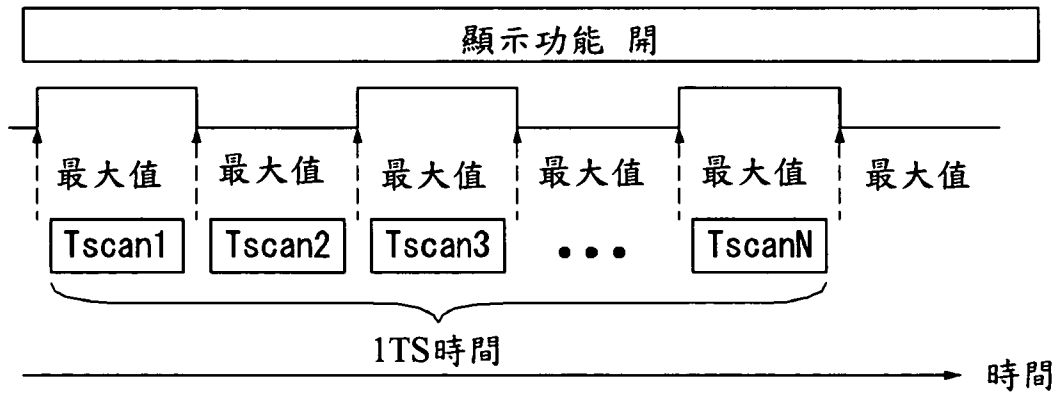 顯示功能 開
最大值 最大值 最大值 最大值 最大值 最大值
Tscan1 Tscan2 Tscan3 ••• TscanN
1TS時間
時間